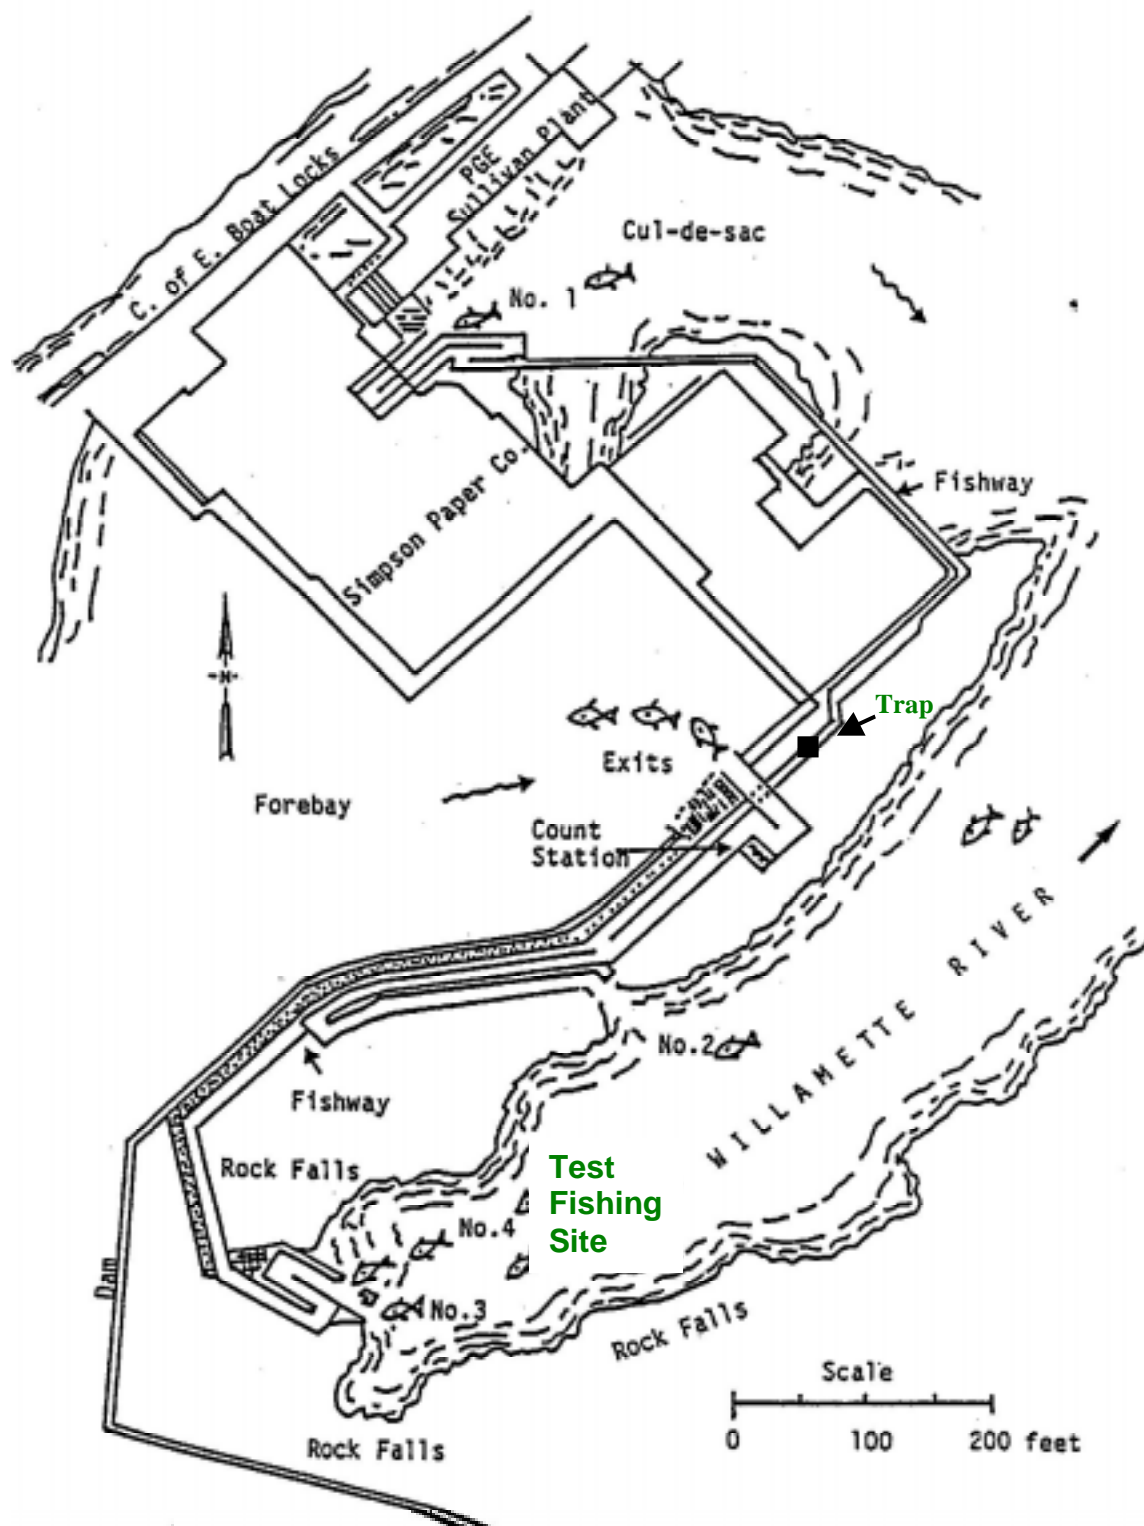 C. of E. Boat Locks
PGE
Sullivan Plant
Cul-de-sac
No. 1
Fishway
Simpson Paper Co.
-N-
Trap
Exits
Forebay
Count
Station
WILLAMETTE RIVER
No.2
Fishway
Rock Falls
Test
Fishing
Site
No.4
No.3
Dam
Rock Falls
Scale
0 100 200 feet
Rock Falls